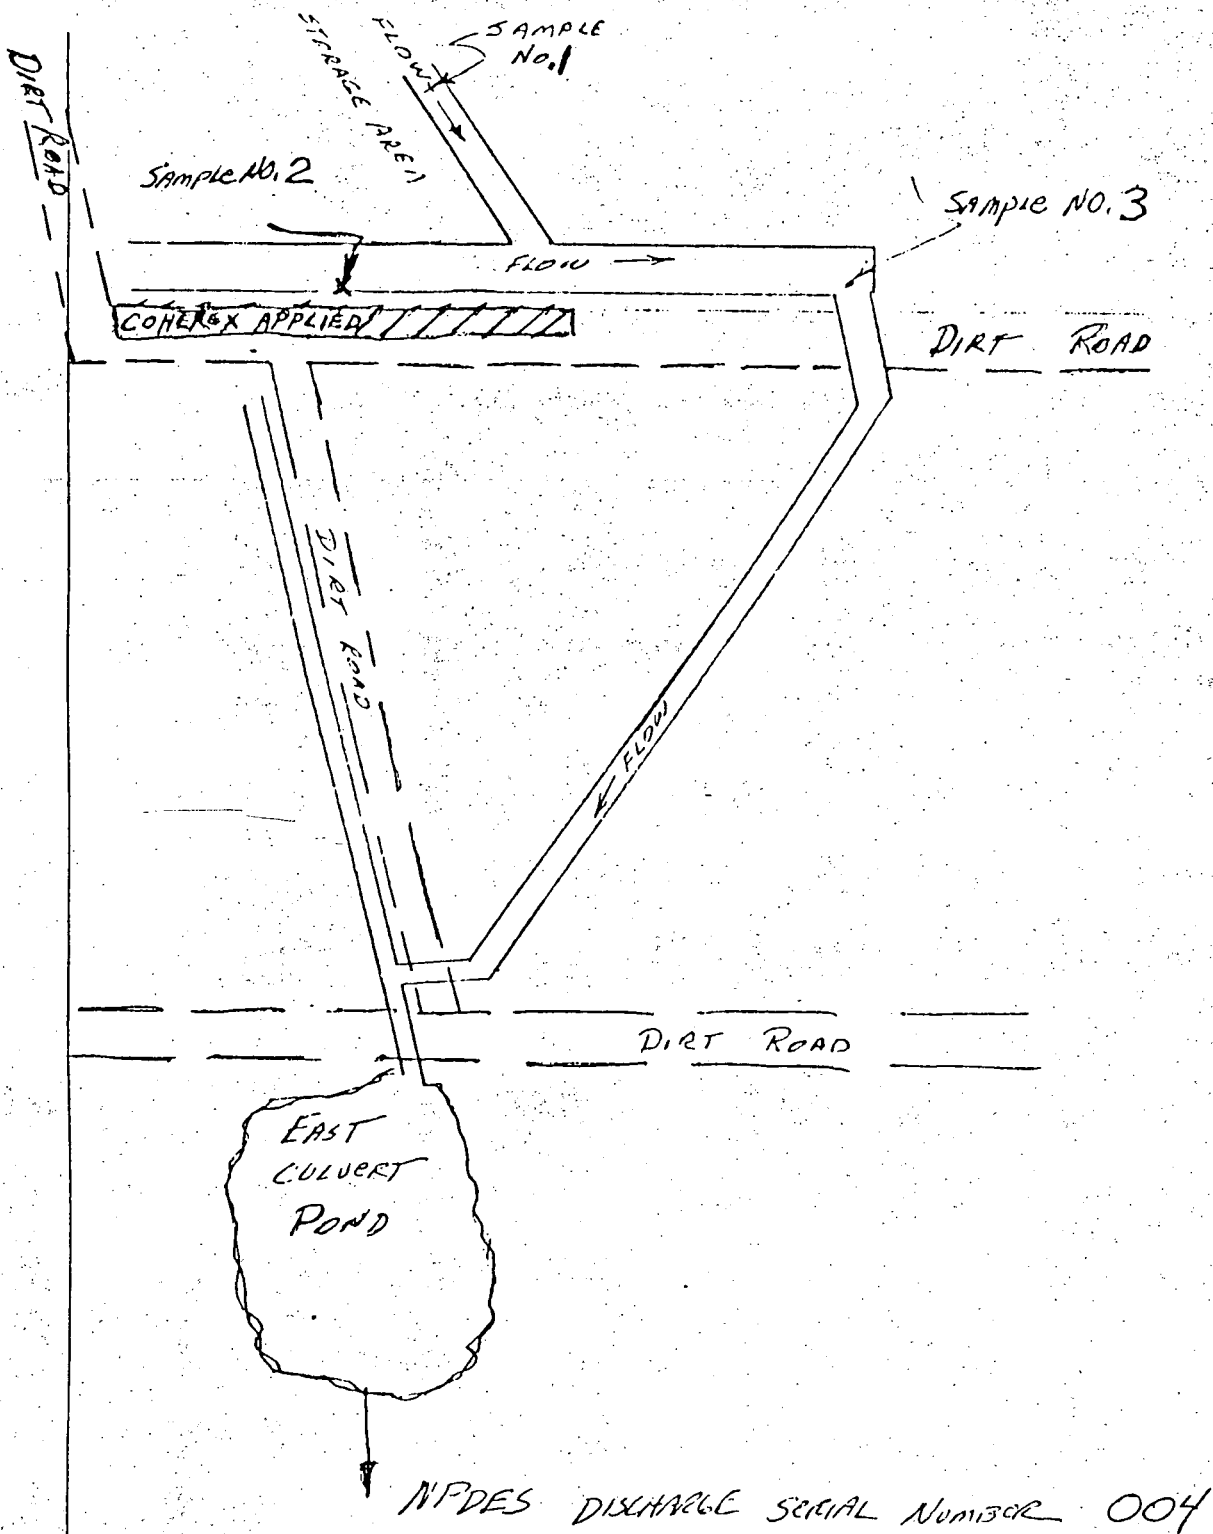 SAMPLE
No.1
FLOW
STORAGE AREA
DIRT ROAD
SAMPLE NO. 2
SAMPLE NO. 3
FLOW
COHEREX APPLIED
DIRT ROAD
DIRT ROAD
FLOW
DIRT ROAD
EAST
CULVERT
POND
NPDES DISCHARGE SERIAL NUMBER 004